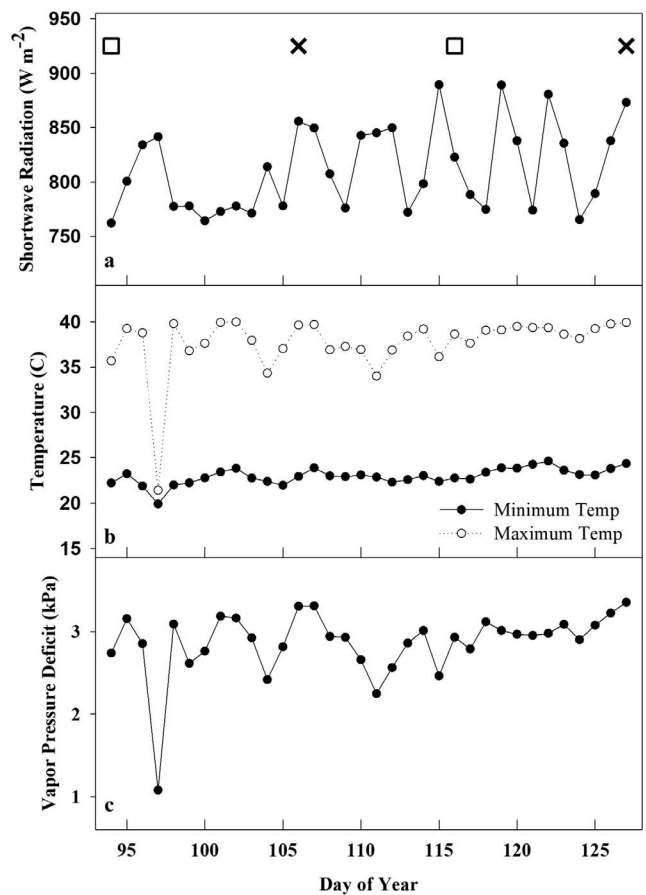 950
900
850
800
750
Shortwave Radiation (W m-2)
a
40
35
30
25
20
15
Temperature (C)
Minimum Temp
Maximum Temp
b
3
2
1
Vapor Pressure Deficit (kPa)
c
95 100 105 110 115 120 125
Day of Year